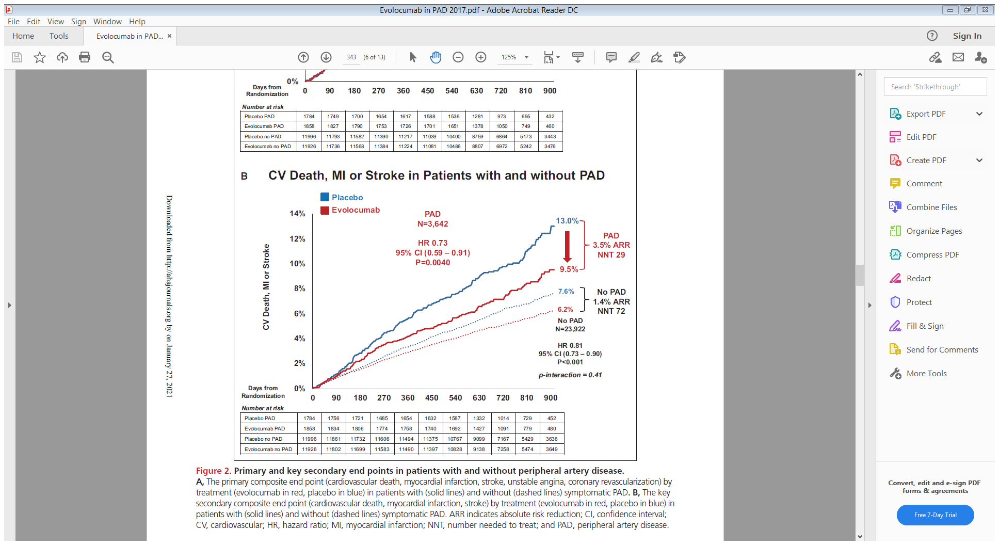 Evolocumab in PAD 2017.pdf - Adobe Acrobat Reader DC
File Edit View Sign Window Help
Home Tools Evolocumab in PAD... × Sign In
343 (6 of 13) 125%
Search 'Strikethrough'
Export PDF
Edit PDF
Create PDF
Comment
Combine Files
Organize Pages
Compress PDF
Redact
Protect
Fill & Sign
Send for Comments
More Tools
Convert, edit and e-sign PDF
forms & agreements
Free 7-Day Trial
Downloaded from http://ahajournals.org by on January 27, 2021
0%
Days from
Randomization
0 90 180 270 360 450 540 630 720 810 900
Number at risk
Placebo PAD 1784 1749 1700 1654 1617 1588 1536 1281 973 695 432
Evolocumab PAD 1858 1827 1790 1753 1726 1701 1651 1378 1050 749 460
Placebo no PAD 11996 11793 11582 11390 11217 11039 10400 8759 6864 5173 3443
Evolocumab no PAD 11926 11736 11568 11384 11224 11081 10486 8807 6972 5242 3476
B CV Death, MI or Stroke in Patients with and without PAD
Placebo
Evolocumab
CV Death, MI or Stroke
14%
12%
10%
8%
6%
4%
2%
0%
PAD
N=3,642
HR 0.73
95% CI (0.59 – 0.91)
P=0.0040
13.0%
9.5%
PAD
3.5% ARR
NNT 29
7.6%
6.2%
No PAD
1.4% ARR
NNT 72
No PAD
N=23,922
HR 0.81
95% CI (0.73 – 0.90)
P<0.001
p-interaction = 0.41
Days from
Randomization
0 90 180 270 360 450 540 630 720 810 900
Number at risk
Placebo PAD 1784 1756 1721 1685 1654 1632 1587 1332 1014 729 452
Evolocumab PAD 1858 1834 1806 1774 1758 1740 1692 1427 1091 779 480
Placebo no PAD 11996 11861 11732 11606 11494 11375 10767 9099 7167 5429 3636
Evolocumab no PAD 11926 11802 11699 11583 11490 11397 10828 9138 7258 5474 3649
Figure 2. Primary and key secondary end points in patients with and without peripheral artery disease.
A, The primary composite end point (cardiovascular death, myocardial infarction, stroke, unstable angina, coronary revascularization) by
treatment (evolocumab in red, placebo in blue) in patients with (solid lines) and without (dashed lines) symptomatic PAD. B, The key
secondary composite end point (cardiovascular death, myocardial infarction, stroke) by treatment (evolocumab in red, placebo in blue) in
patients with (solid lines) and without (dashed lines) symptomatic PAD. ARR indicates absolute risk reduction; CI, confidence interval;
CV, cardiovascular; HR, hazard ratio; MI, myocardial infarction; NNT, number needed to treat; and PAD, peripheral artery disease.